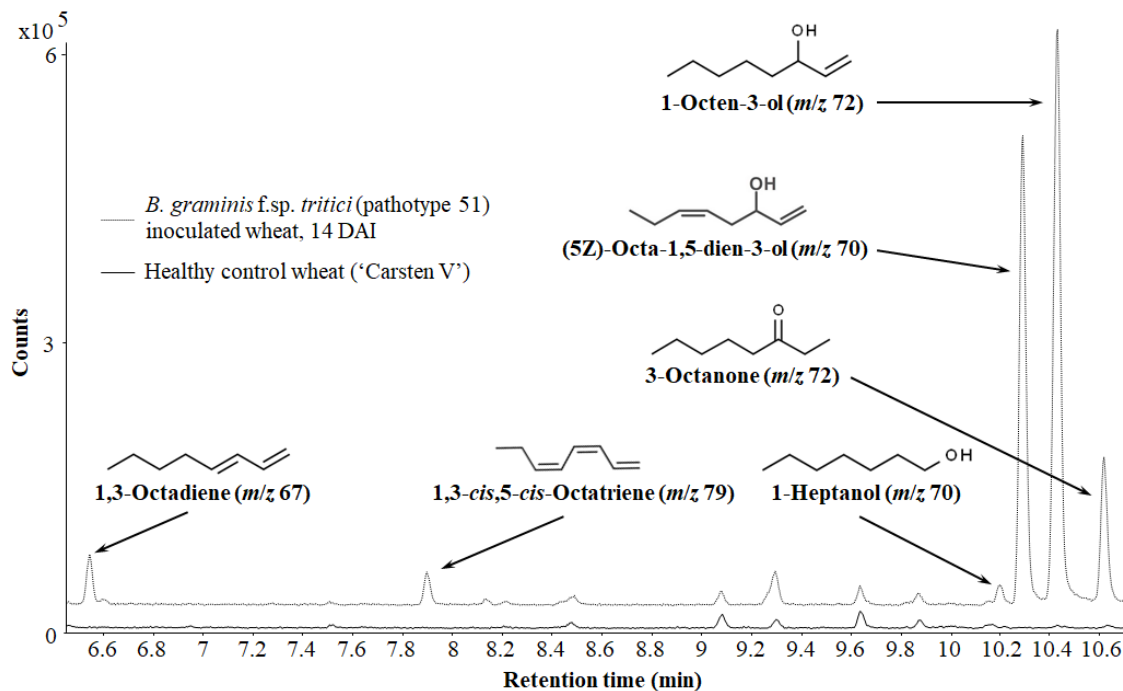 x10 5
6
OH
1-Octen-3-ol (m/z 72)
B. graminis f.sp. tritici (pathotype 51)
inoculated wheat, 14 DAI
Healthy control wheat (‘Carsten V’)
OH
(5Z)-Octa-1,5-dien-3-ol (m/z 70)
O
3-Octanone (m/z 72)
3
Counts
1,3-Octadiene (m/z 67)
1,3-cis,5-cis-Octatriene (m/z 79)
OH
1-Heptanol (m/z 70)
0
6.6 6.8 7 7.2 7.4 7.6 7.8 8 8.2 8.4 8.6 8.8 9 9.2 9.4 9.6 9.8 10 10.2 10.4 10.6
Retention time (min)